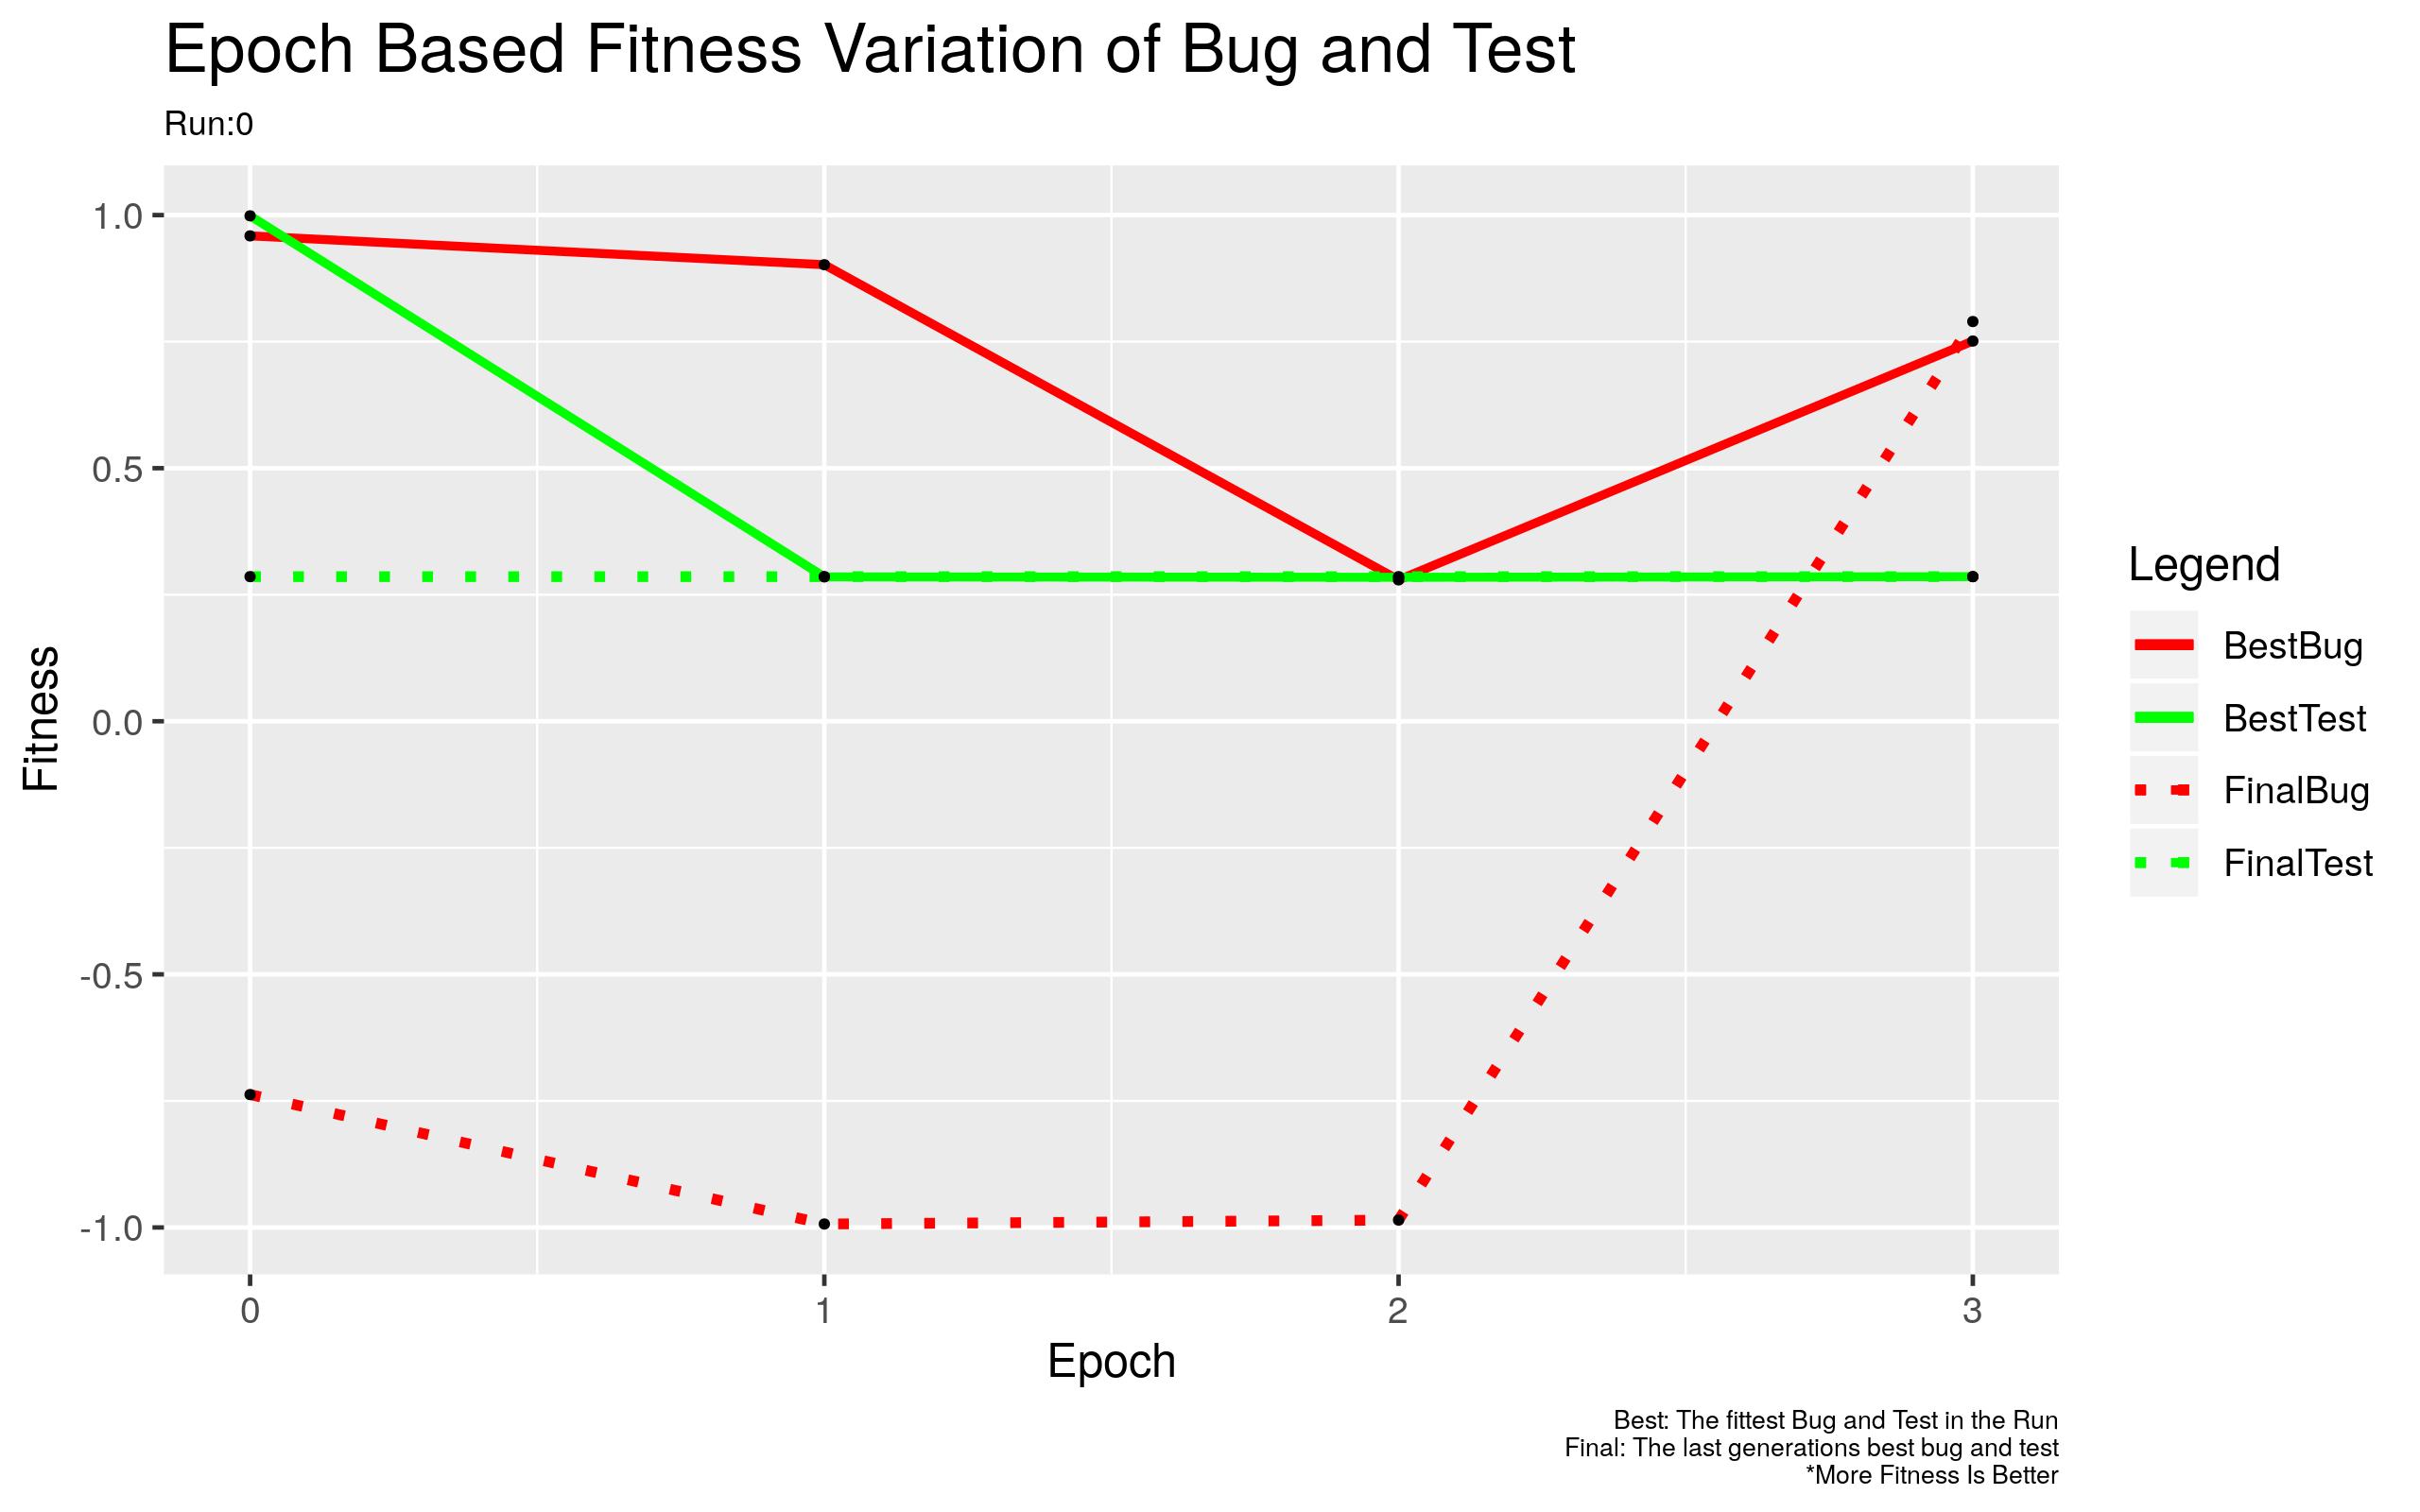 Epoch Based Fitness Variation of Bug and Test
Run:0
1.0
0.5
0.0
-0.5
-1.0
Fitness
0
1
2
3
Epoch
Legend
BestBug
BestTest
FinalBug
FinalTest
Best: The fittest Bug and Test in the Run
Final: The last generations best bug and test
*More Fitness Is Better